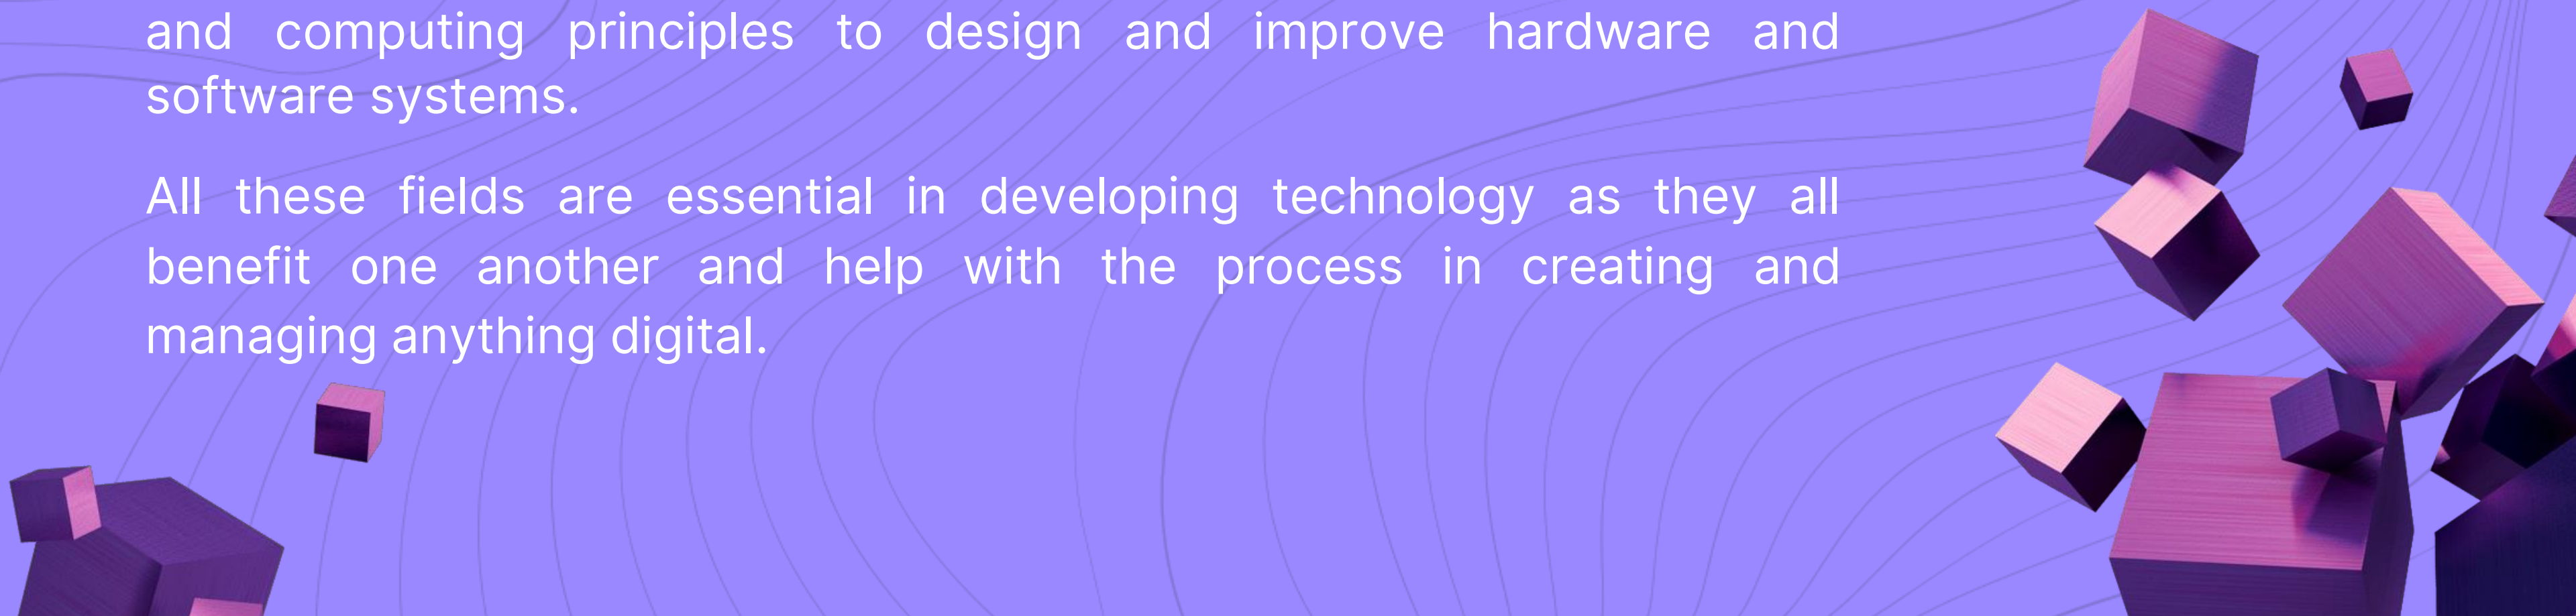 and computing principles to design and improve hardware and
software systems.
All these fields are essential in developing technology as they all
benefit one another and help with the process in creating and
managing anything digital.